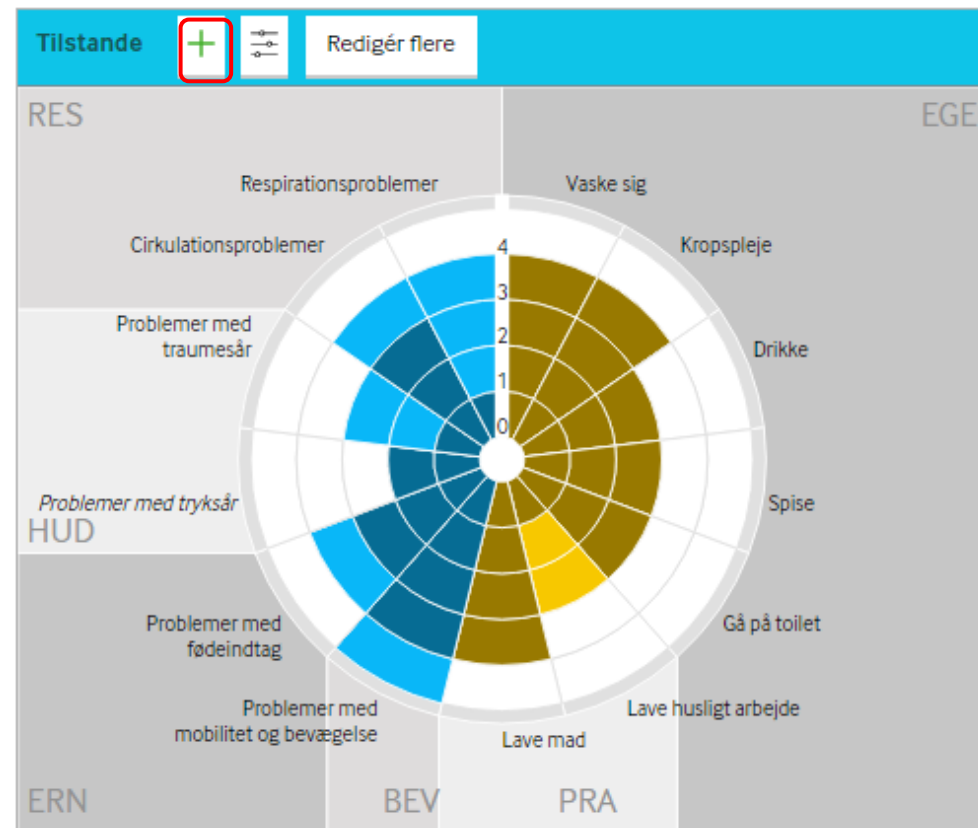 Tilstande
Redigér flere
RES
EGE
Respirationsproblemer
Vaske sig
Cirkulationsproblemer
Kropspleje
4
3
Problemer med
traumesår
Drikke
2
1
0
Problemer med tryksår
Spise
HUD
Problemer med
fødeindtag
Gå på toilet
Problemer med
mobilitet og bevægelse
Lave husligt arbejde
Lave mad
ERN
BEV
PRA